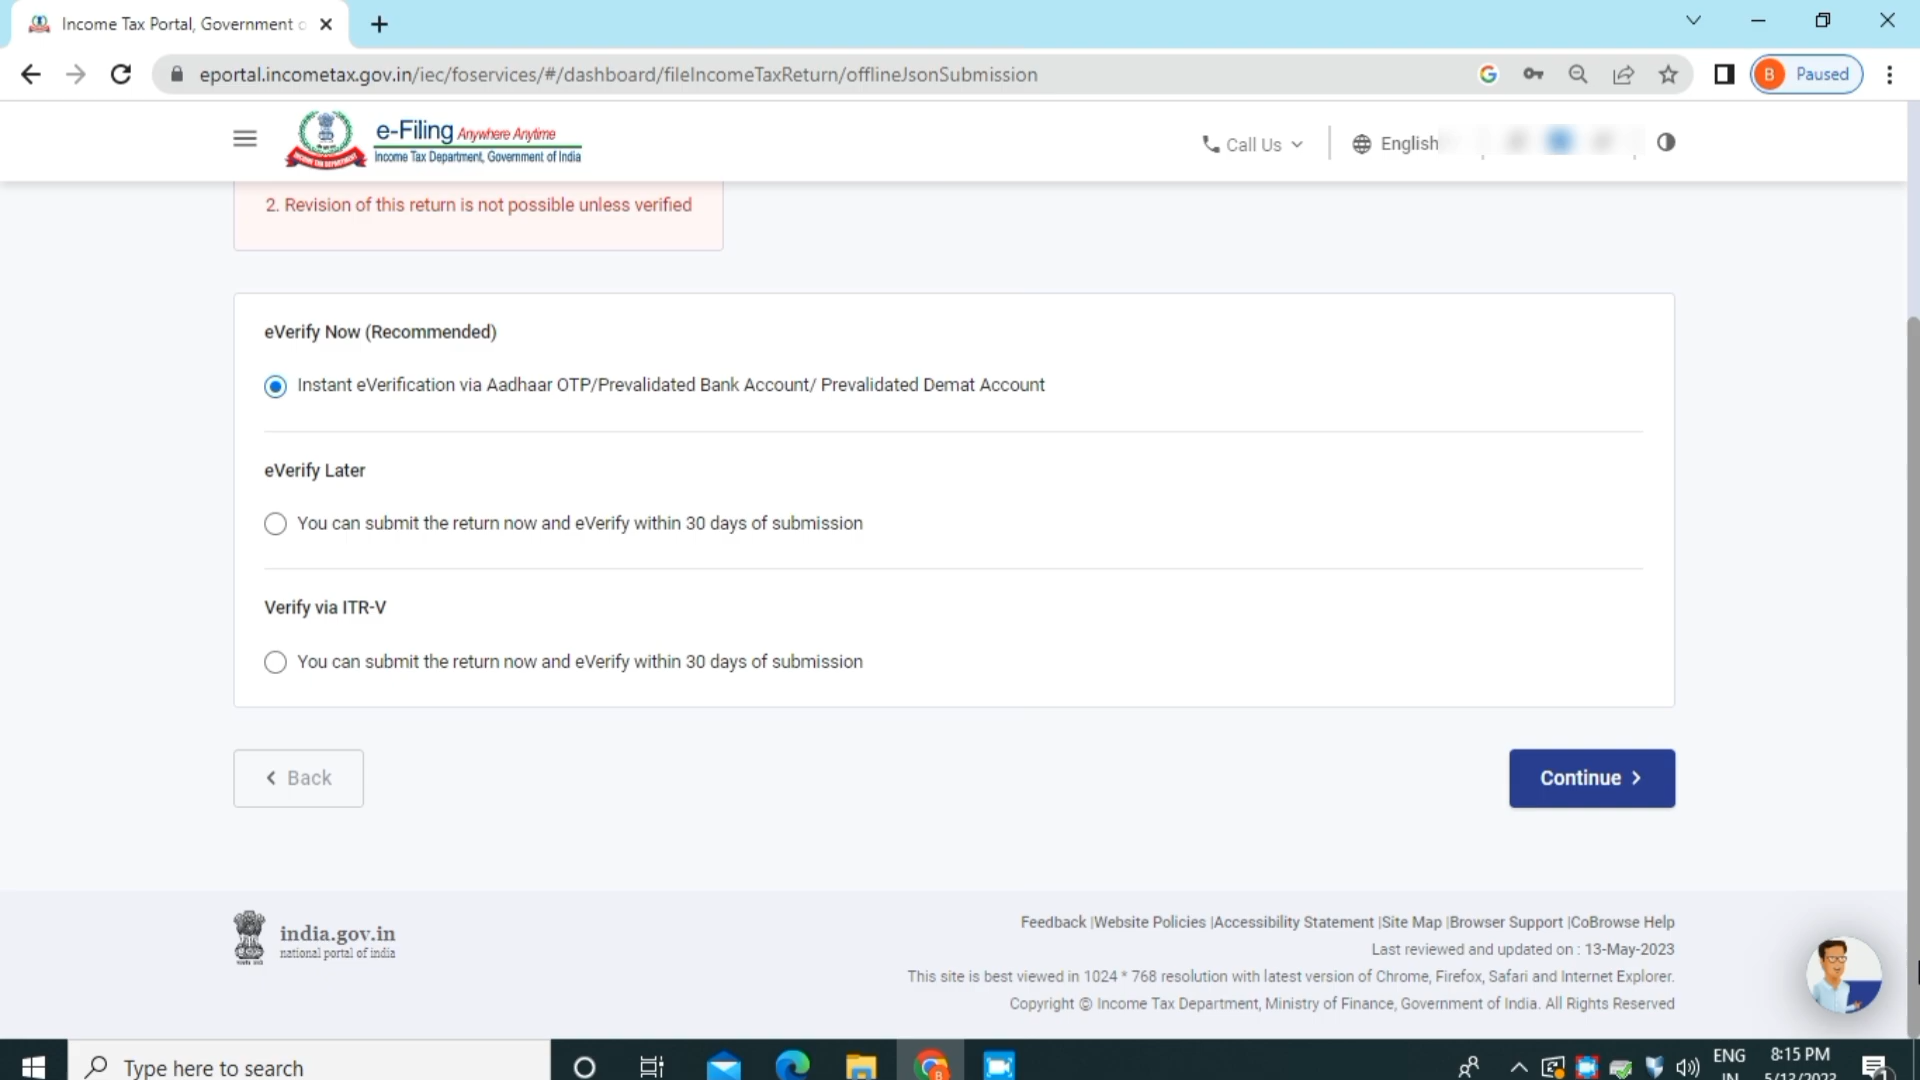 Income Tax Portal, Government o
eportal.incometax.gov.in/iec/foservices/#/dashboard/fileIncomeTaxReturn/offlineJsonSubmission
B Paused
e-Filing Anywhere Anytime
Income Tax Department, Government of India
INCOME TAX DEPARTMENT
Call Us
English
2. Revision of this return is not possible unless verified
eVerify Now (Recommended)
Instant eVerification via Aadhaar OTP/Prevalidated Bank Account/ Prevalidated Demat Account
eVerify Later
You can submit the return now and eVerify within 30 days of submission
Verify via ITR-V
You can submit the return now and eVerify within 30 days of submission
< Back
Continue >
india.gov.in
national portal of india
Feedback |Website Policies |Accessibility Statement |Site Map |Browser Support |CoBrowse Help
Last reviewed and updated on : 13-May-2023
This site is best viewed in 1024 * 768 resolution with latest version of Chrome, Firefox, Safari and Internet Explorer.
Copyright © Income Tax Department, Ministry of Finance, Government of India. All Rights Reserved
Type here to search
ENG
IN
8:15 PM
5/13/2023